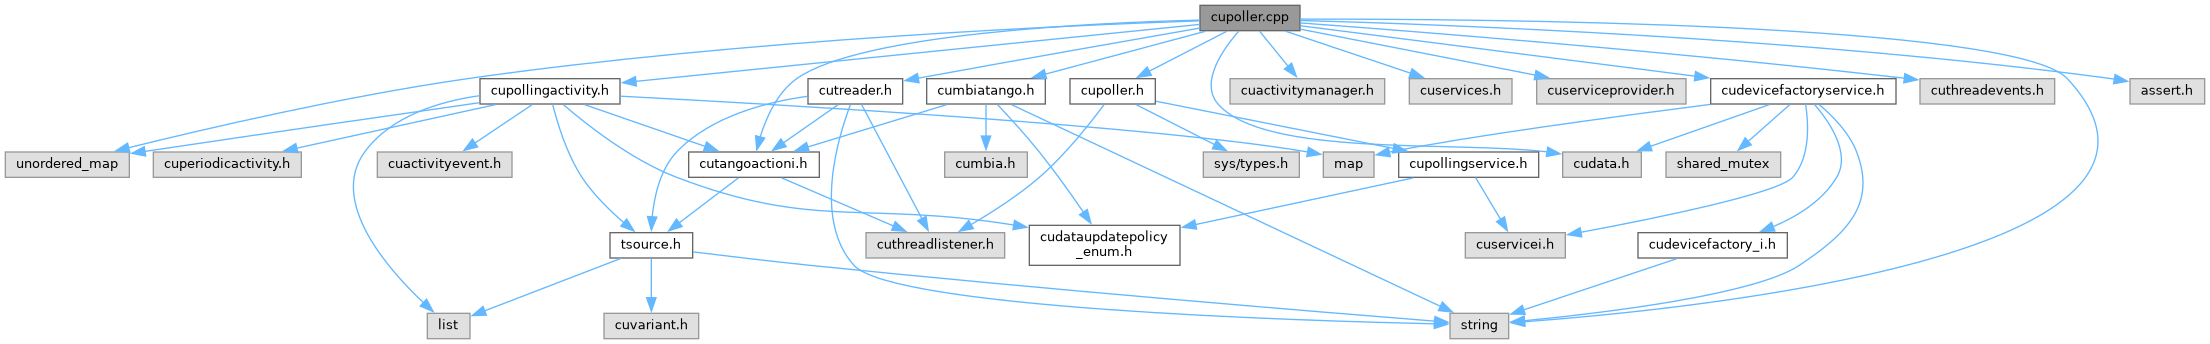 cupoller.cpp
cupollingactivity.h
cutreader.h
cumbiatango.h
cupoller.h
cuactivitymanager.h
cuservices.h
cuserviceprovider.h
cudevicefactoryservice.h
cuthreadevents.h
assert.h
unordered_map
cuperiodicactivity.h
cuactivityevent.h
cutangoactioni.h
cumbia.h
sys/types.h
map
cupollingservice.h
cudata.h
shared_mutex
tsource.h
cuthreadlistener.h
cudataupdatepolicy
_enum.h
cuservicei.h
cudevicefactory_i.h
list
cuvariant.h
string